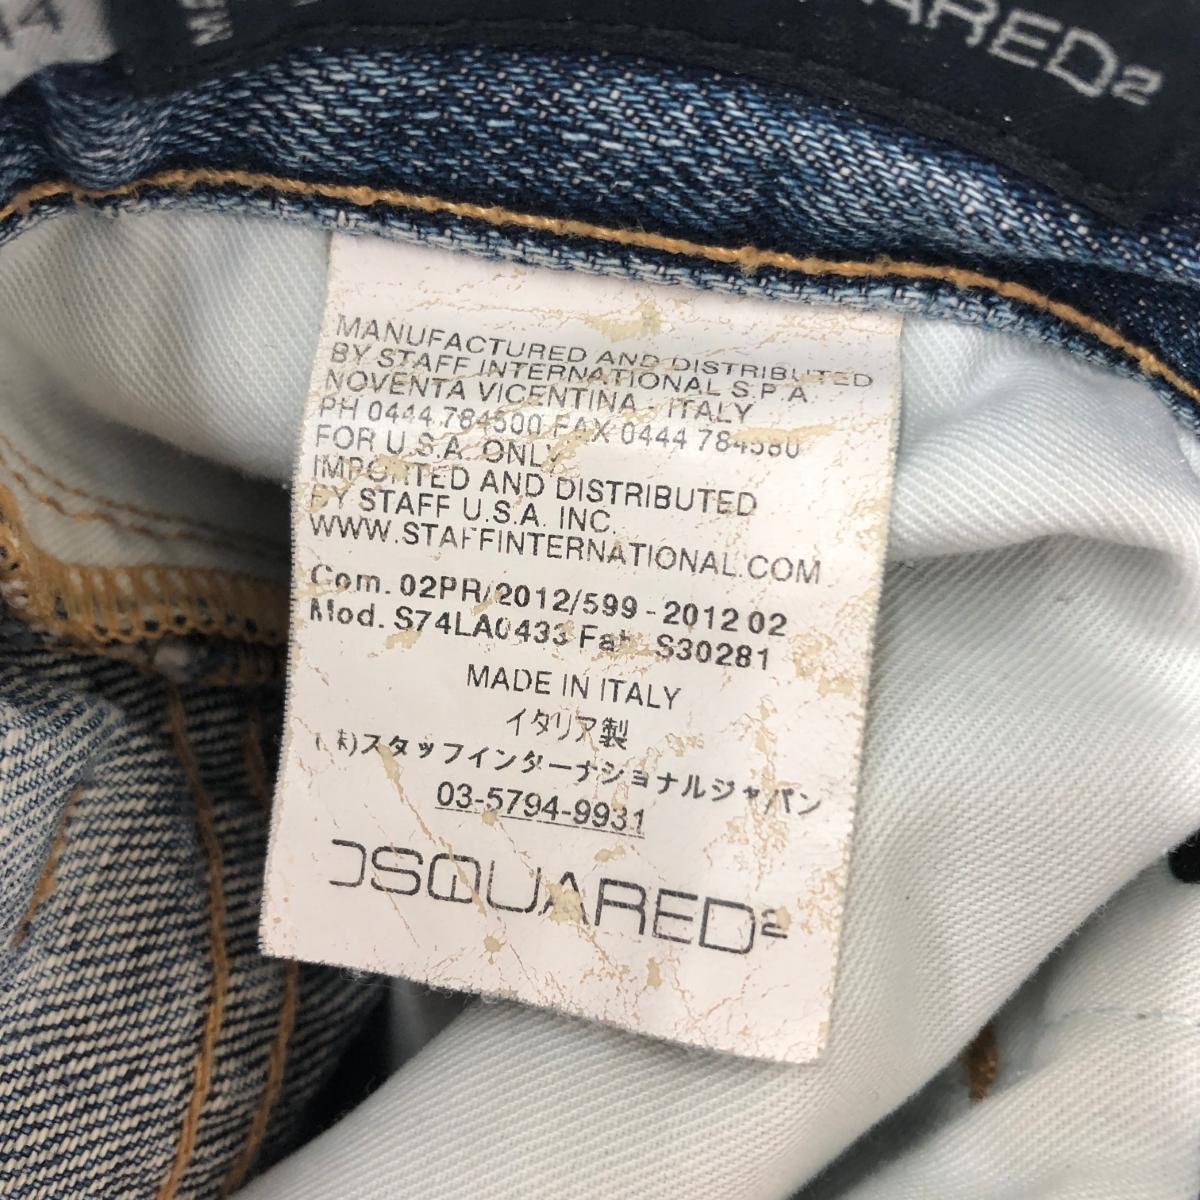 MANUFACTURED AND DISTRIBUTED
BY STAFF INTERNATIONAL S.P.A.
NOVENTA VICENTINA - ITALY
PH 0444 784500 FAX 0444 784580
FOR U.S.A. ONLY
IMPORTED AND DISTRIBUTED
BY STAFF U.S.A. INC.
WWW.STAFFINTERNATIONAL.COM
Com. 02PR/2012/599 - 2012 02
Mod. S74LA0433 Fab. S30281
MADE IN ITALY
イタリア製
(株)スタッフインターナショナルジャパン
03-5794-9931
DSQUARED2